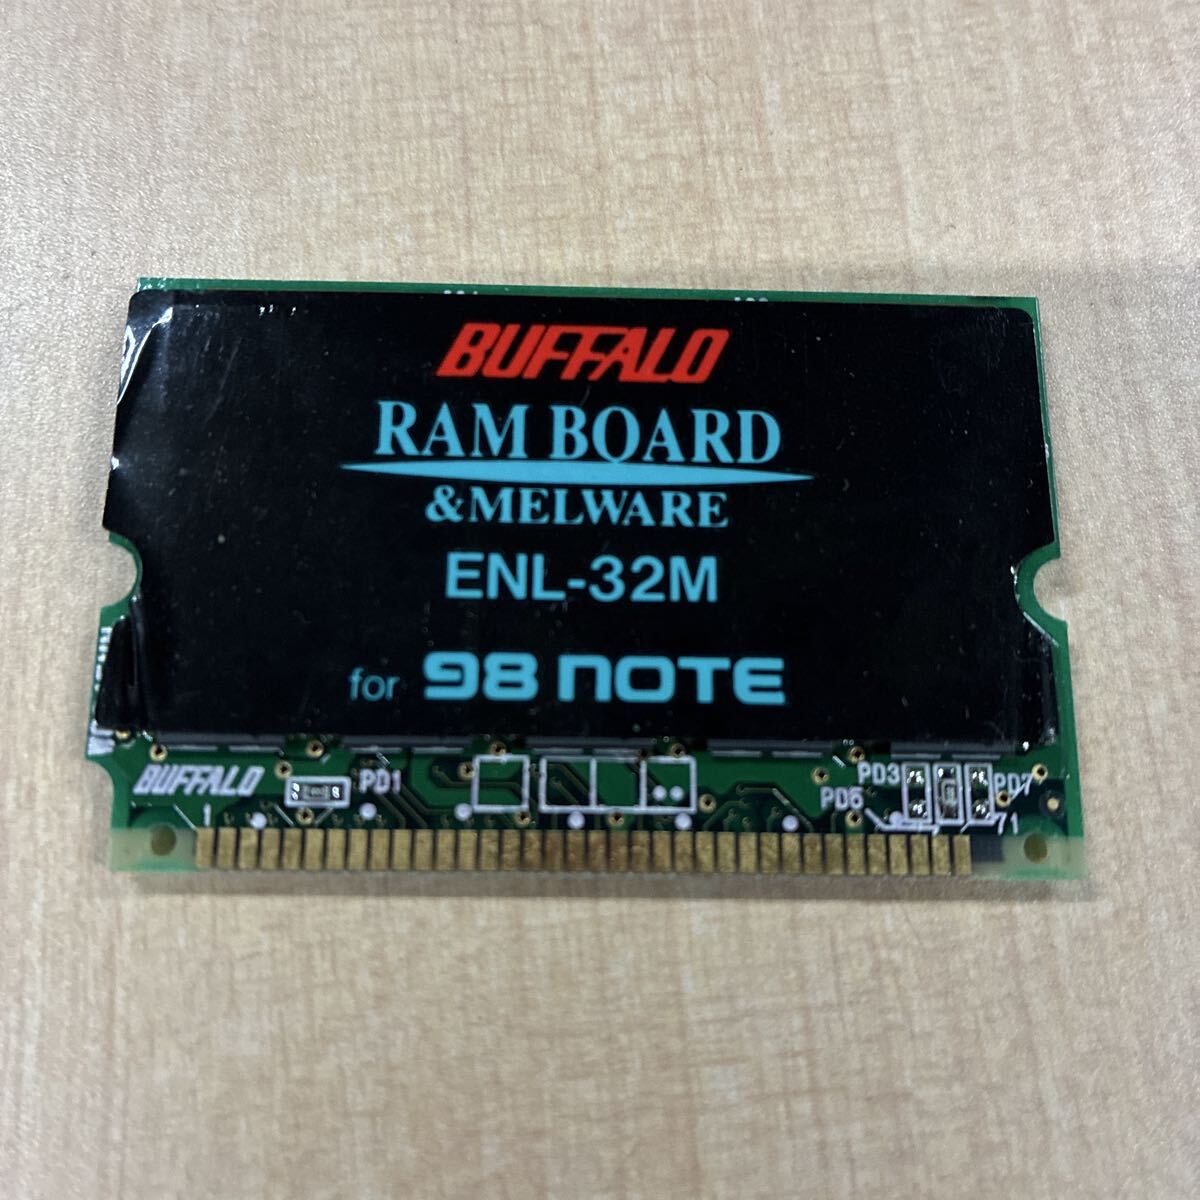 BUFFALO
RAM BOARD
&MELWARE
ENL-32M
for 98 NOTE
BUFFALO
PD1
PD3
PD5
PD7
1
71